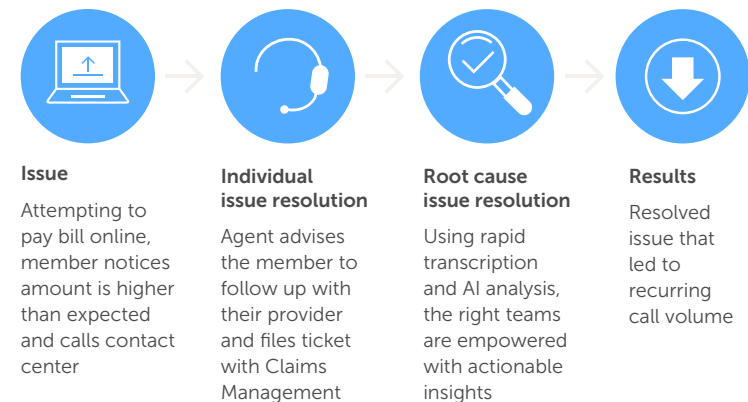 Issue
Attempting to
pay bill online,
member notices
amount is higher
than expected
and calls contact
center
Individual
issue resolution
Agent advises
the member to
follow up with
their provider
and files ticket
with Claims
Management
Root cause
issue resolution
Using rapid
transcription
and AI analysis,
the right teams
are empowered
with actionable
insights
Results
Resolved
issue that
led to
recurring
call volume